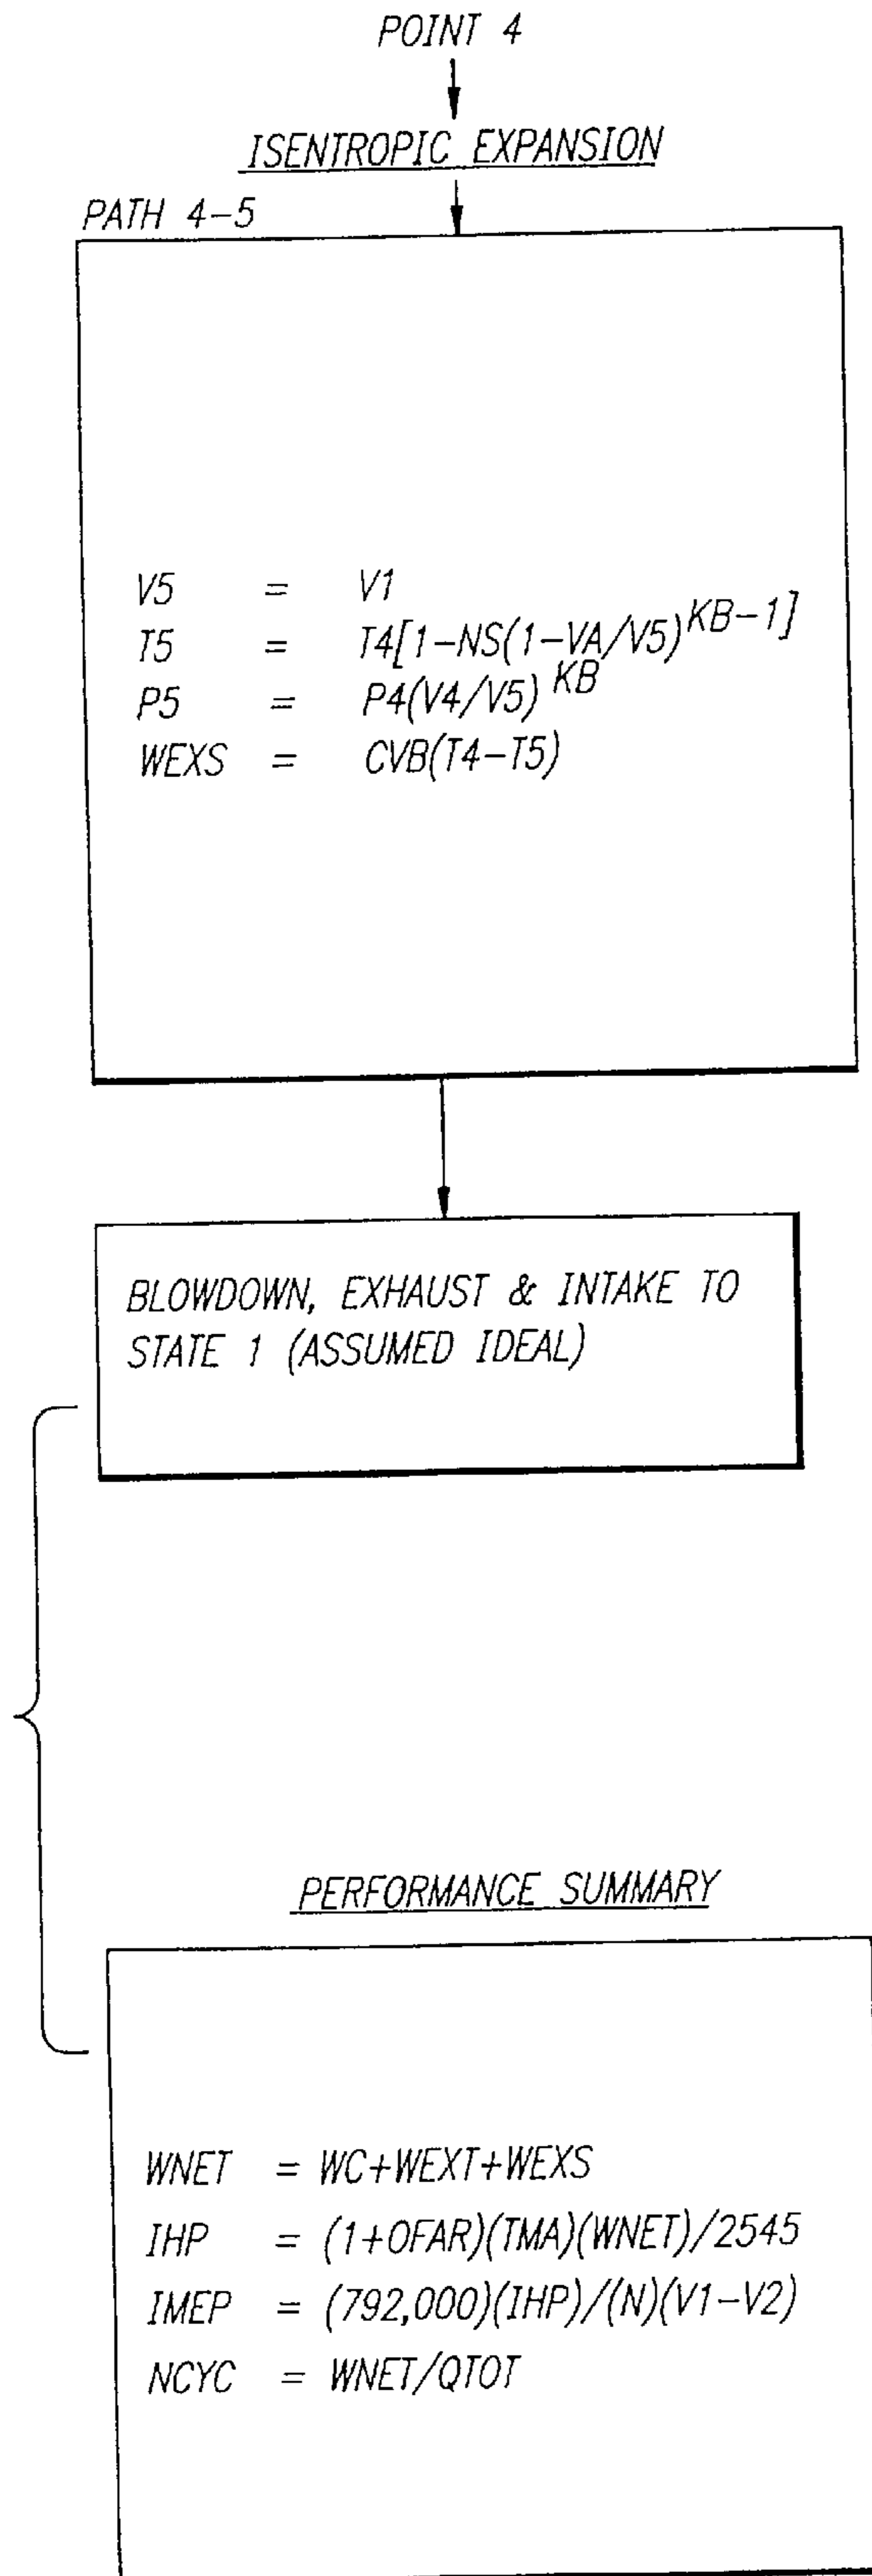 POINT 4
ISENTROPIC EXPANSION
PATH 4-5
V5 = V1
T5 = T4[1-NS(1-VA/V5)^KB-1]
P5 = P4(V4/V5)^KB
WEXS = CVB(T4-T5)
BLOWDOWN, EXHAUST & INTAKE TO
STATE 1 (ASSUMED IDEAL)
PERFORMANCE SUMMARY
WNET = WC+WEXT+WEXS
IHP = (1+OFAR)(TMA)(WNET)/2545
IMEP = (792,000)(IHP)/(N)(V1-V2)
NCYC = WNET/QTOT